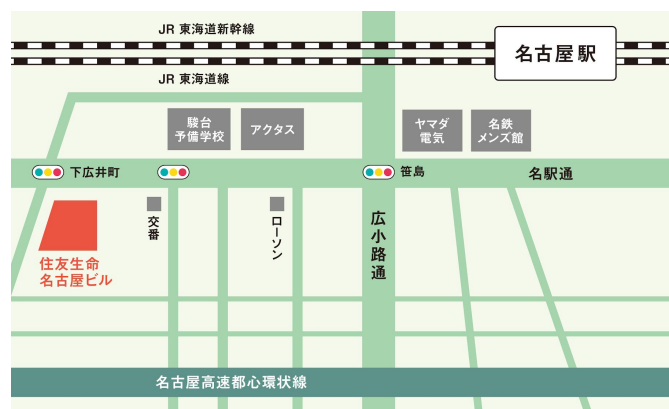 JR 東海道新幹線
名古屋駅
JR 東海道線
駿台
予備学校
アクタス
ヤマダ
電気
名鉄
メンズ館
下広井町
笹島
名駅通
交番
ローソン
広小路通
住友生命
名古屋ビル
名古屋高速都心環状線